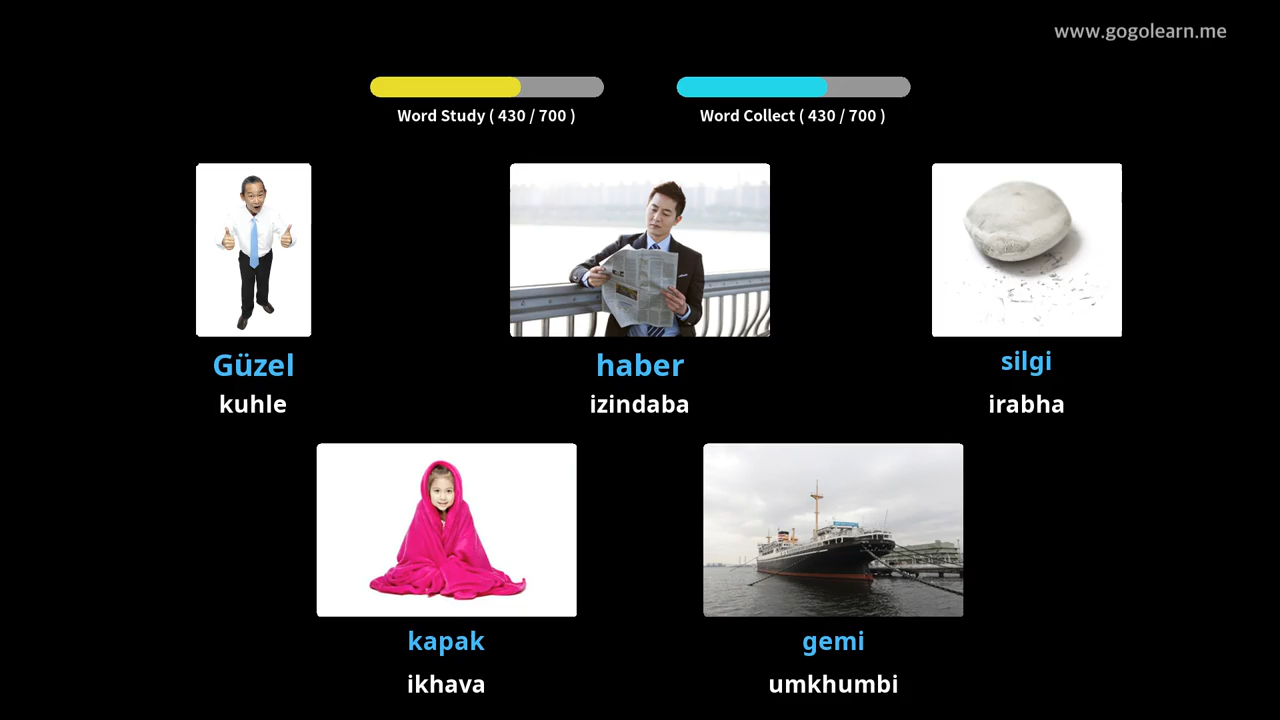 www.gogolearn.me
Word Study ( 430 / 700 )
Word Collect ( 430 / 700 )
Güzel
kuhle
haber
izindaba
silgi
irabha
kapak
ikhava
gemi
umkhumbi